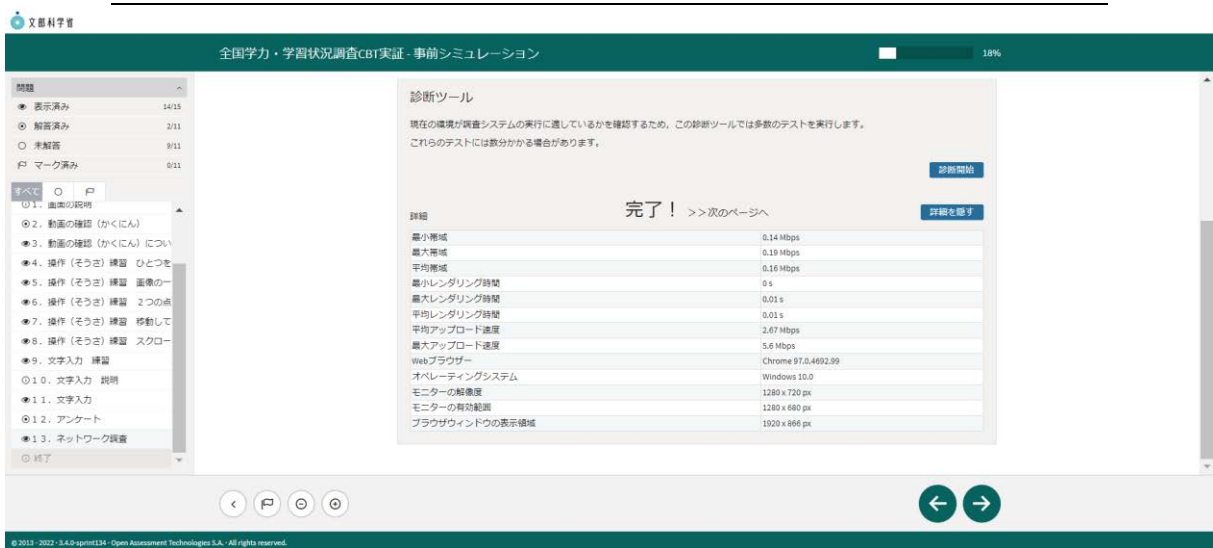 文部科学省
全国学力・学習状況調査CBT実証 - 事前シミュレーション
18%
問題
表示済み 14/15
解答済み 2/11
未解答 9/11
マーク済み 0/11
すべて
1. 画面の説明
2. 動画の確認（かくにん）
3. 動画の確認（かくにん）につい
4. 操作（そうさ）練習 ひとつを
5. 操作（そうさ）練習 画像の一
6. 操作（そうさ）練習 2つの点
7. 操作（そうさ）練習 移動して
8. 操作（そうさ）練習 スクロー
9. 文字入力 練習
10. 文字入力 説明
11. 文字入力
12. アンケート
13. ネットワーク調査
終了
診断ツール
現在の環境が調査システムの実行に適しているかを確認するため、この診断ツールでは多数のテストを実行します。
これらのテストには数分かかる場合があります。
診断開始
詳細 完了！ >>次のページへ 詳細を隠す
最小帯域 0.14 Mbps
最大帯域 0.19 Mbps
平均帯域 0.16 Mbps
最小レンダリング時間 0 s
最大レンダリング時間 0.01 s
平均レンダリング時間 0.01 s
平均アップロード速度 2.67 Mbps
最大アップロード速度 5.6 Mbps
Webブラウザー Chrome 97.0.4692.99
オペレーティングシステム Windows 10.0
モニターの解像度 1280 x 720 px
モニターの有効範囲 1280 x 680 px
ブラウザウィンドウの表示領域 1920 x 866 px
© 2013 - 2022 · 3.4.0-sprint134 · Open Assessment Technologies S.A. · All rights reserved.